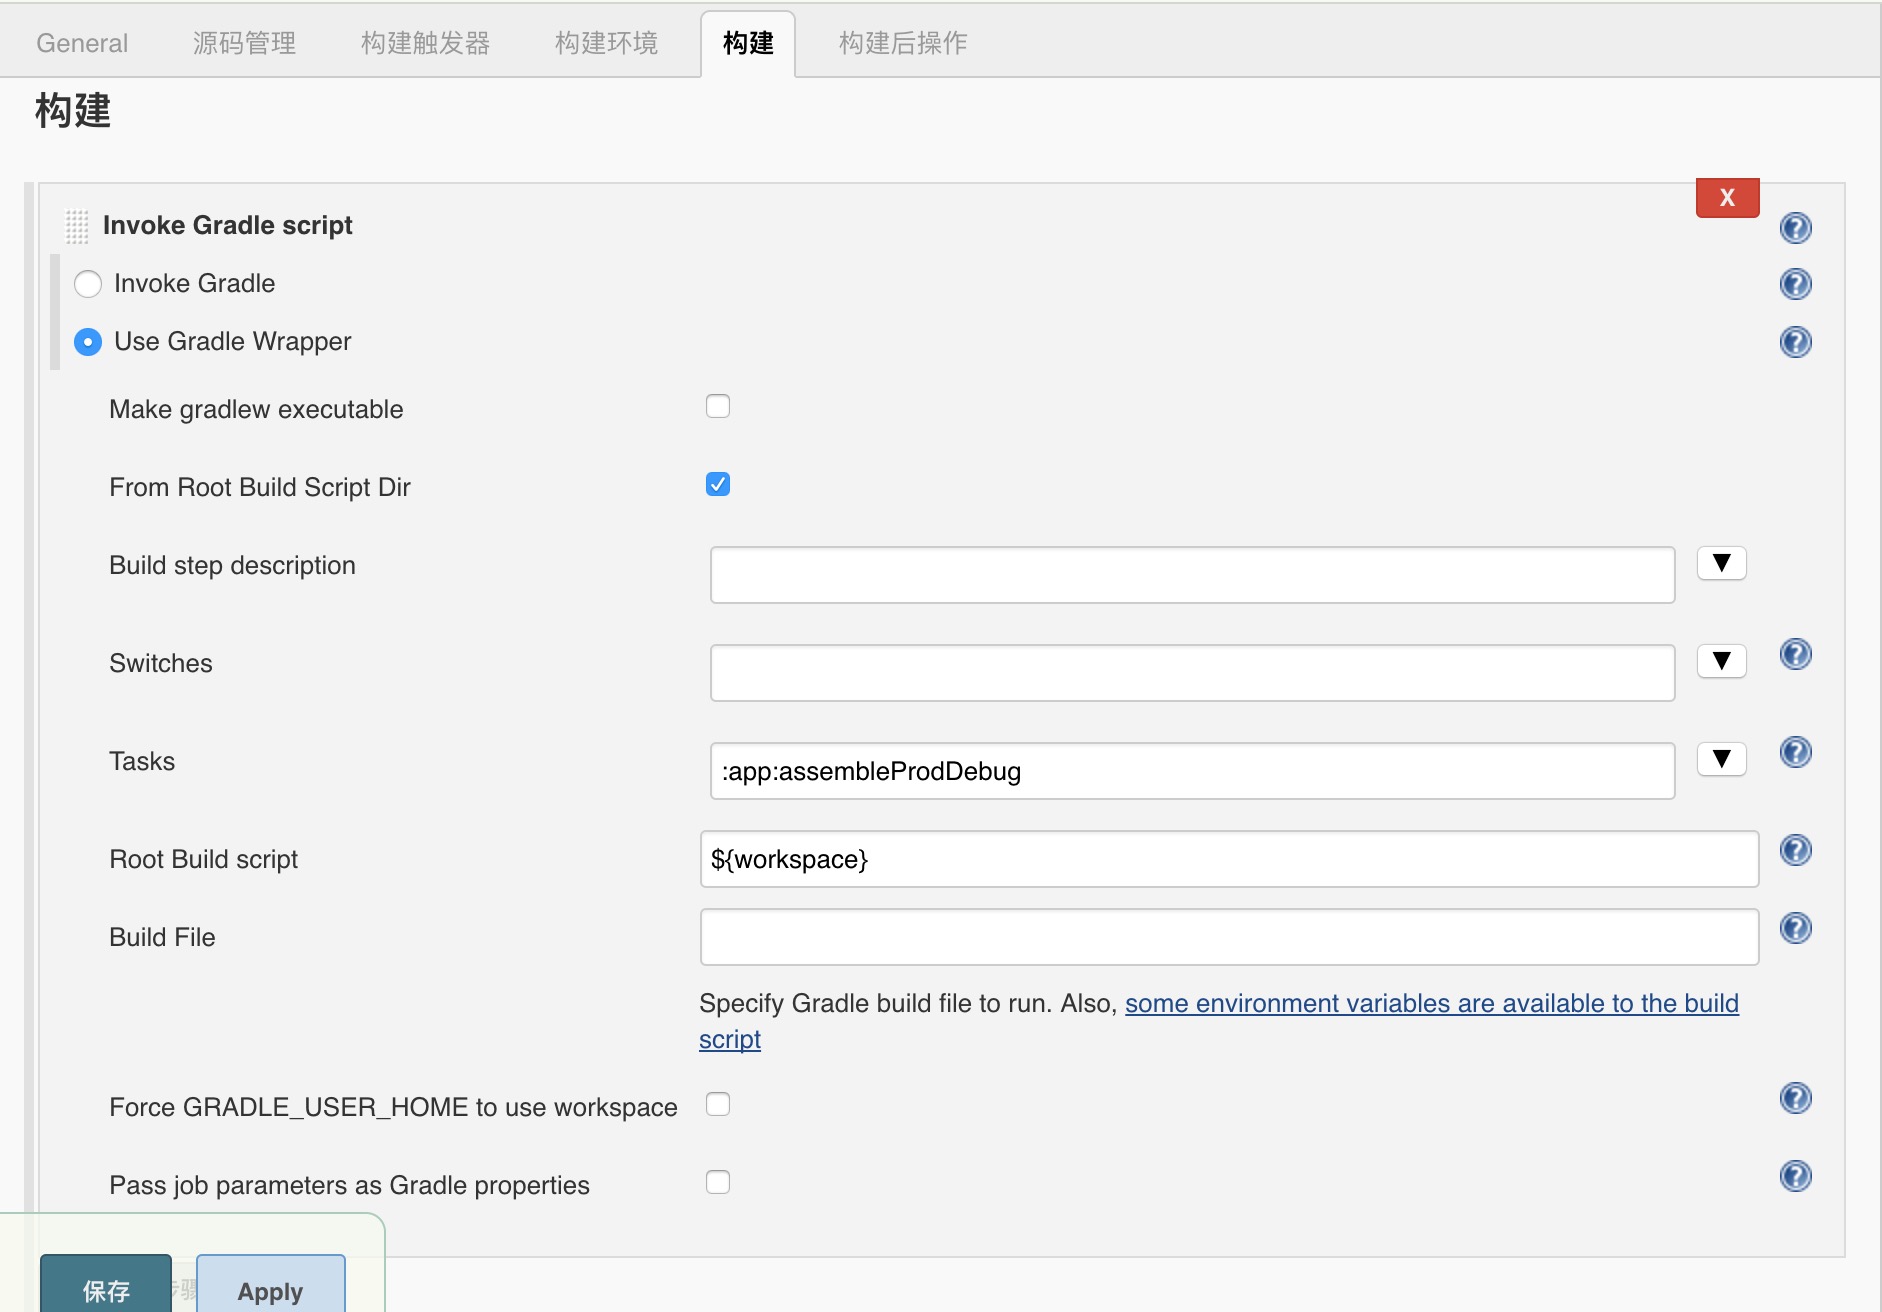 General 源码管理 构建触发器 构建环境 构建 构建后操作
构建
X
Invoke Gradle script
Invoke Gradle
Use Gradle Wrapper
Make gradlew executable
From Root Build Script Dir
Build step description
Switches
Tasks :app:assembleProdDebug
Root Build script ${workspace}
Build File
Specify Gradle build file to run. Also, some environment variables are available to the build
script
Force GRADLE_USER_HOME to use workspace
Pass job parameters as Gradle properties
保存 Apply